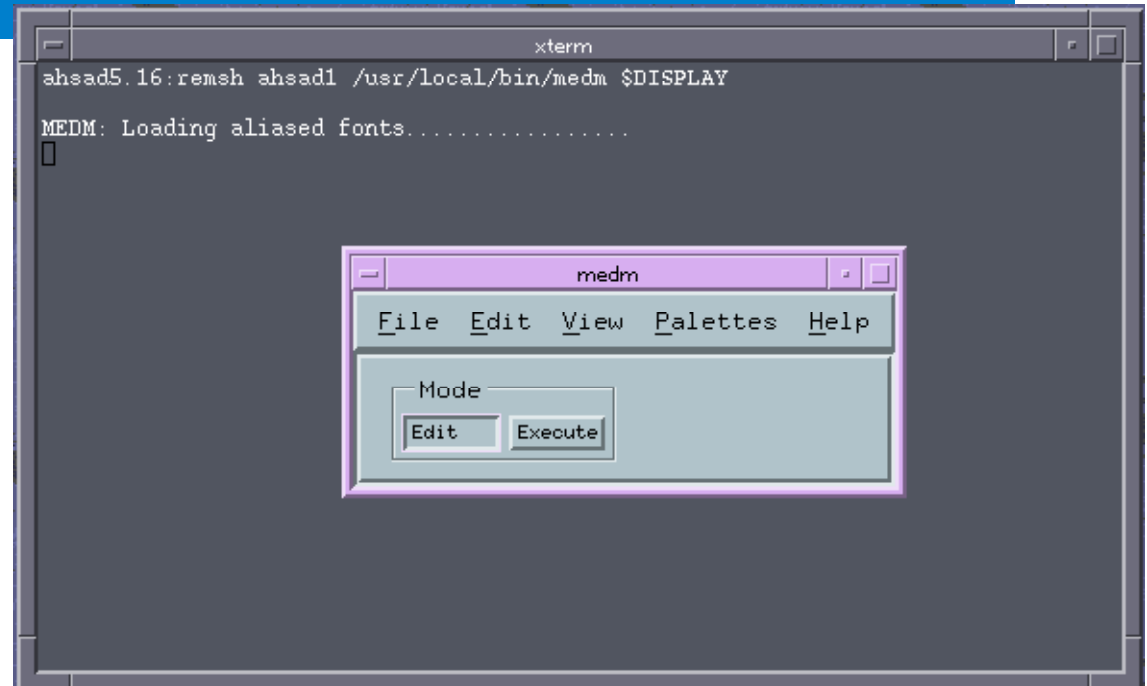 xterm
ahsad5.16:remsh ahsad1 /usr/local/bin/medm $DISPLAY
MEDM: Loading aliased fonts.................
medm
File Edit View Palettes Help
Mode
Edit Execute